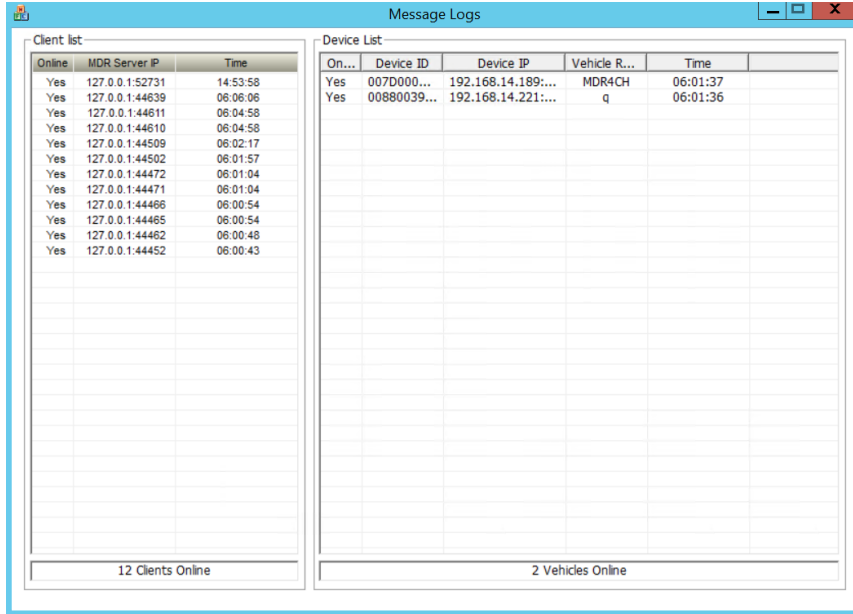 Message Logs
Client list
Online MDR Server IP Time
Yes 127.0.0.1:52731 14:53:58
Yes 127.0.0.1:44639 06:06:06
Yes 127.0.0.1:44611 06:04:58
Yes 127.0.0.1:44610 06:04:58
Yes 127.0.0.1:44509 06:02:17
Yes 127.0.0.1:44502 06:01:57
Yes 127.0.0.1:44472 06:01:04
Yes 127.0.0.1:44471 06:01:04
Yes 127.0.0.1:44466 06:00:54
Yes 127.0.0.1:44465 06:00:54
Yes 127.0.0.1:44462 06:00:48
Yes 127.0.0.1:44452 06:00:43
12 Clients Online
Device List
On... Device ID Device IP Vehicle R... Time
Yes 007D000... 192.168.14.189:... MDR4CH 06:01:37
Yes 00880039... 192.168.14.221:... q 06:01:36
2 Vehicles Online